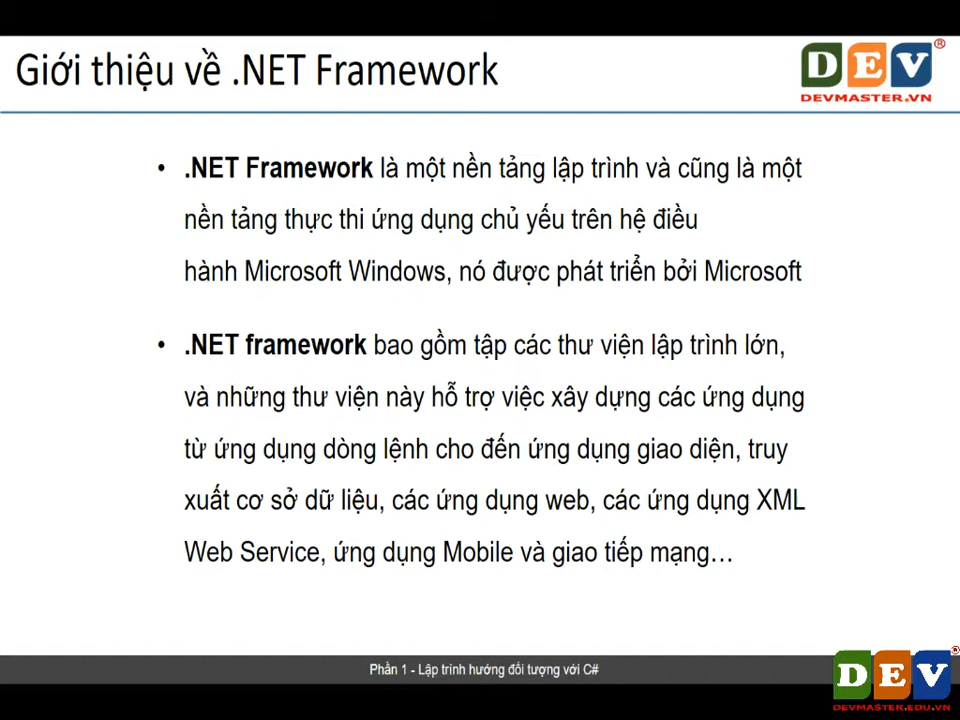 Giới thiệu về .NET Framework
DEV®
DEVMASTER.VN
• .NET Framework là một nền tảng lập trình và cũng là một
nền tảng thực thi ứng dụng chủ yếu trên hệ điều
hành Microsoft Windows, nó được phát triển bởi Microsoft
• .NET framework bao gồm tập các thư viện lập trình lớn,
và những thư viện này hỗ trợ việc xây dựng các ứng dụng
từ ứng dụng dòng lệnh cho đến ứng dụng giao diện, truy
xuất cơ sở dữ liệu, các ứng dụng web, các ứng dụng XML
Web Service, ứng dụng Mobile và giao tiếp mạng…
Phần 1 - Lập trình hướng đối tượng với C#
DEV®
DEVMASTER.EDU.VN